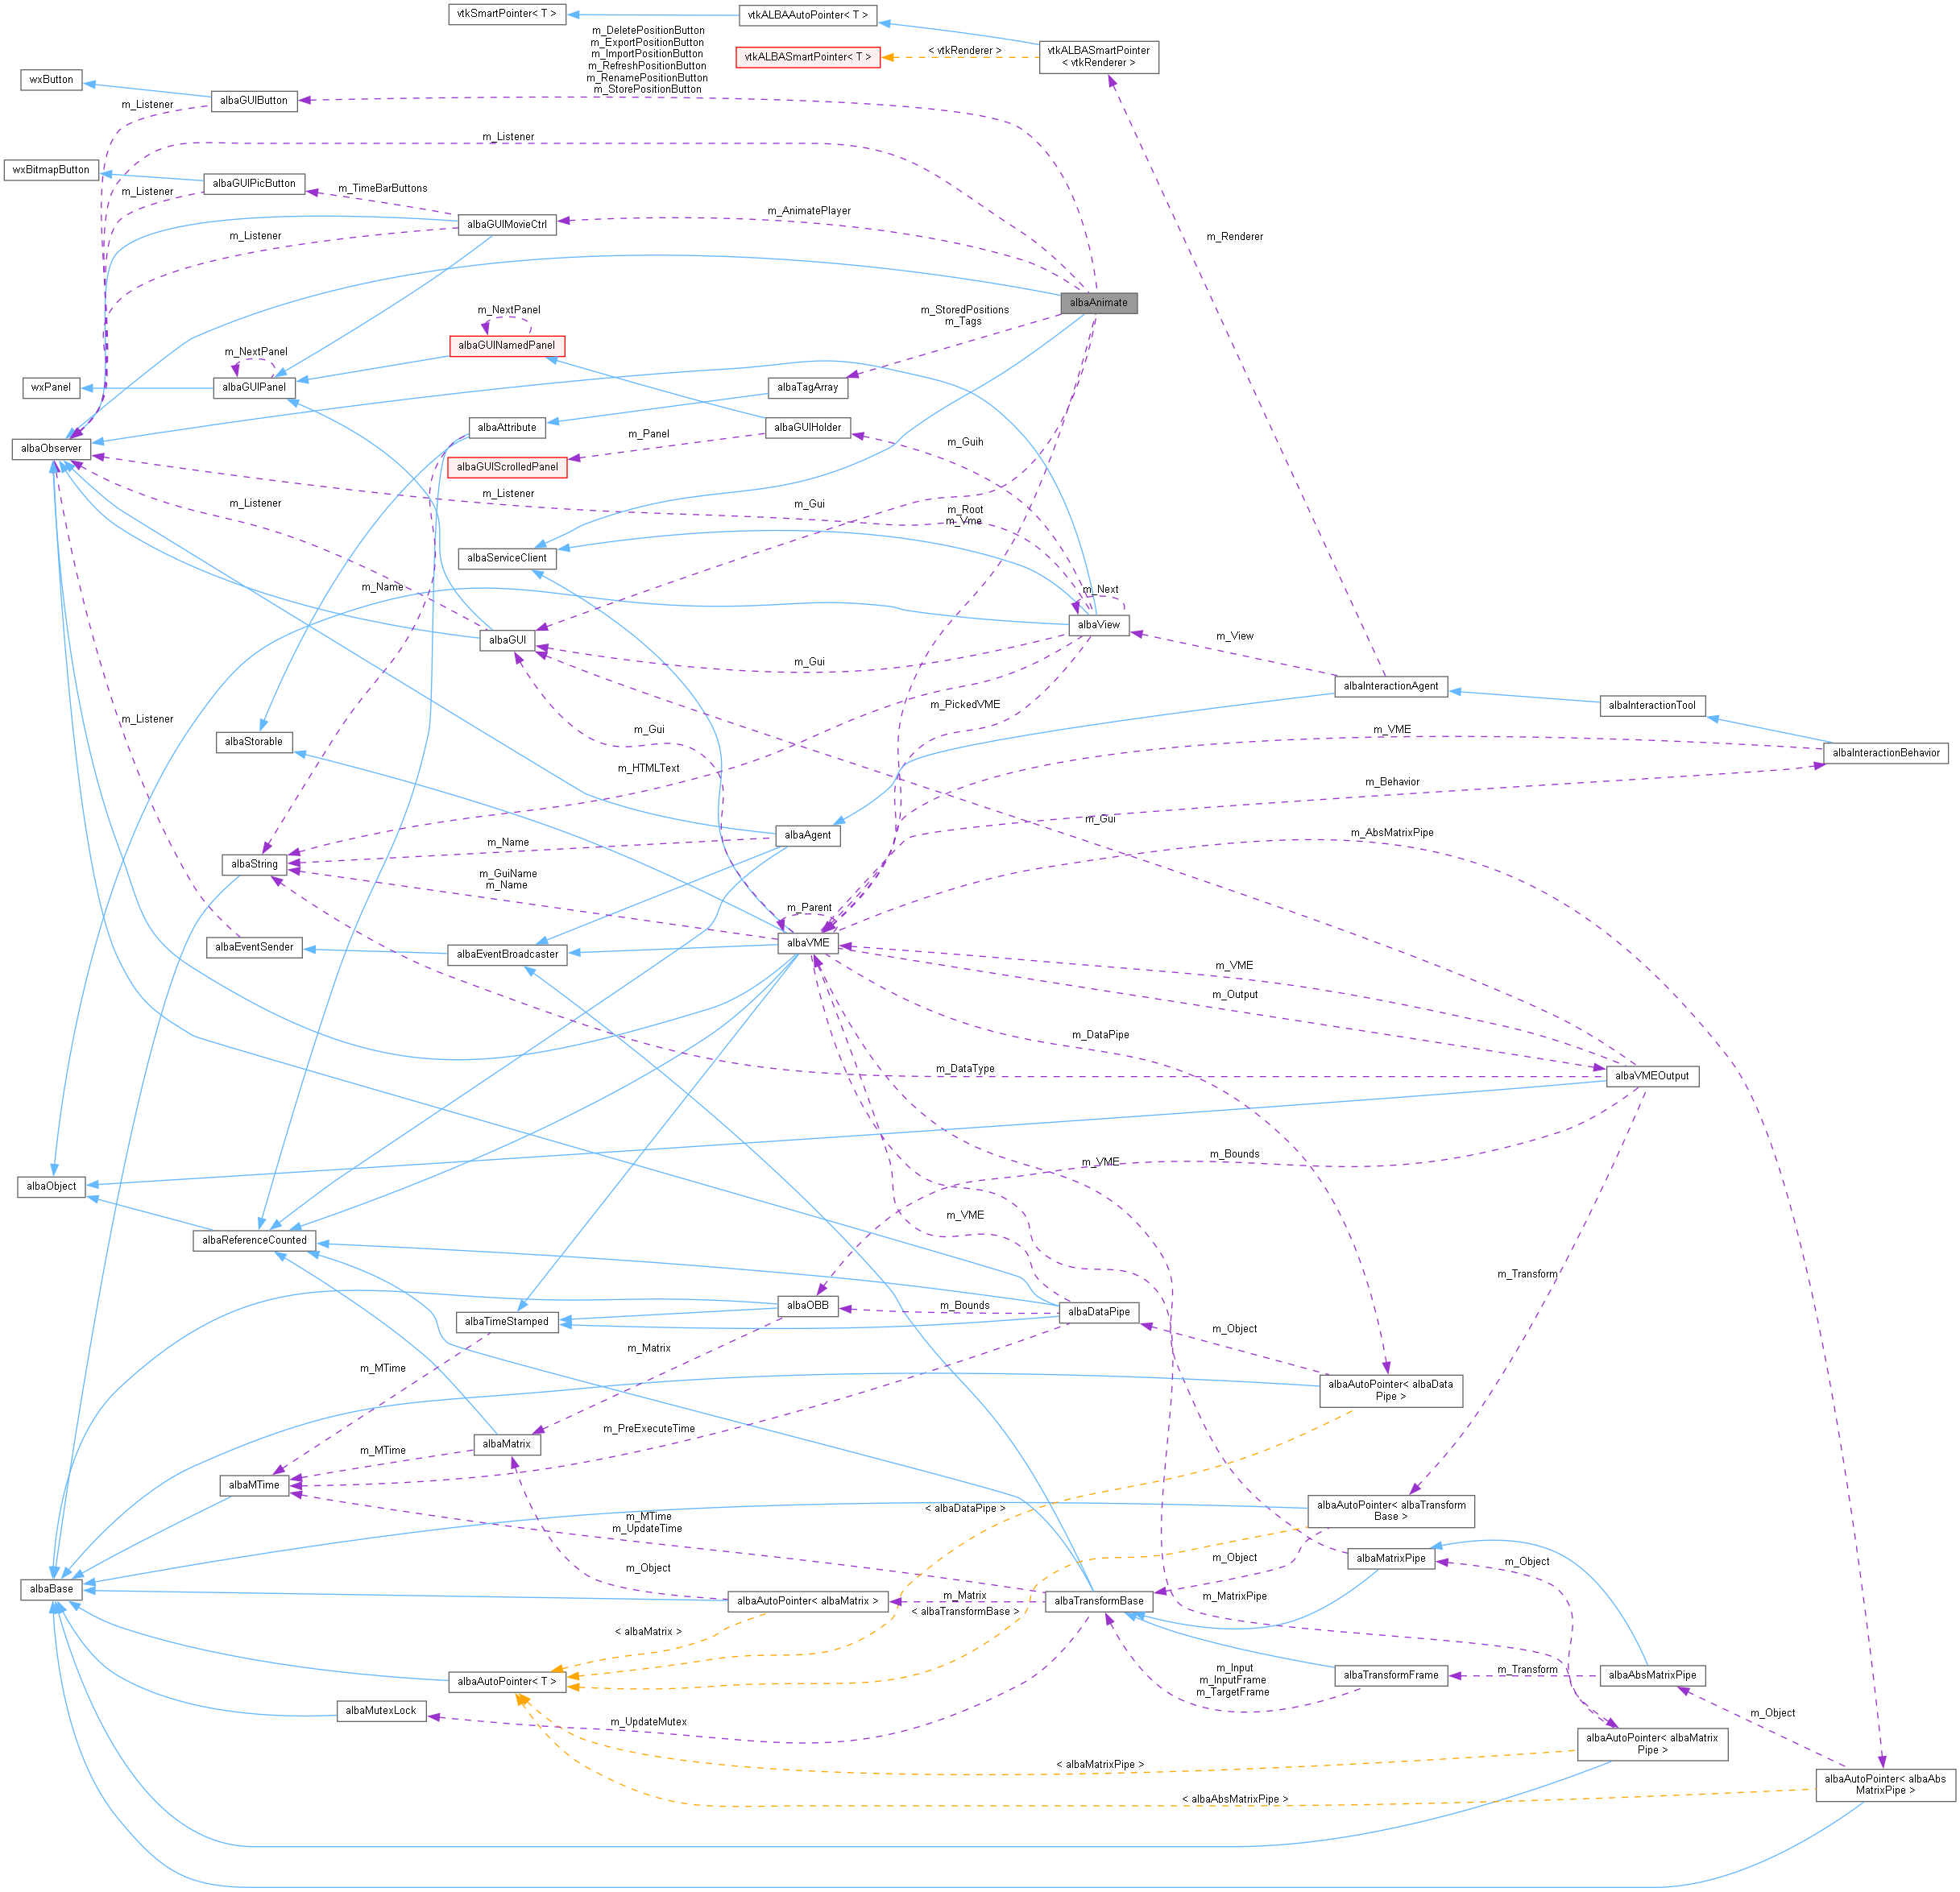 vtkSmartPointer< T >
vtkALBAAutoPointer< T >
m_DeletePositionButton
m_ExportPositionButton
m_ImportPositionButton
m_RefreshPositionButton
m_RenamePositionButton
m_StorePositionButton
vtkALBASmartPointer< T >
< vtkRenderer >
vtkALBASmartPointer
< vtkRenderer >
wxButton
albaGUIButton
m_Listener
m_Listener
wxBitmapButton
albaGUIPicButton
m_Listener
m_TimeBarButtons
albaGUIMovieCtrl
m_AnimatePlayer
m_Listener
m_Renderer
albaAnimate
m_NextPanel
m_StoredPositions
m_Tags
albaGUINamedPanel
m_NextPanel
wxPanel
albaGUIPanel
albaTagArray
albaAttribute
albaGUIHolder
m_Panel
albaObserver
m_Guih
albaGUIScrolledPanel
m_Listener
m_Listener
m_Gui
m_Root
m_Vme
albaServiceClient
m_Name
m_Next
albaView
albaGUI
m_View
m_Gui
albaInteractionAgent
albaInteractionTool
m_PickedVME
m_Listener
albaStorable
m_Gui
m_VME
albaInteractionBehavior
m_HTMLText
m_Behavior
m_Gui
albaAgent
m_AbsMatrixPipe
m_Name
albaString
m_GuiName
m_Name
m_Parent
albaVME
albaEventSender
albaEventBroadcaster
m_VME
m_Output
m_DataPipe
m_DataType
albaVMEOutput
m_VME
m_Bounds
albaObject
m_VME
albaReferenceCounted
m_Transform
albaOBB
m_Bounds
albaDataPipe
albaTimeStamped
m_Object
m_Matrix
m_MTime
albaAutoPointer< albaData
Pipe >
m_PreExecuteTime
albaMatrix
m_MTime
albaMTime
< albaDataPipe >
albaAutoPointer< albaTransform
Base >
m_MTime
m_UpdateTime
m_Object
albaMatrixPipe
m_Object
m_Object
albaBase
albaAutoPointer< albaMatrix >
m_Matrix
< albaTransformBase >
albaTransformBase
m_MatrixPipe
< albaMatrix >
m_Input
m_InputFrame
m_TargetFrame
albaTransformFrame
m_Transform
albaAbsMatrixPipe
albaAutoPointer< T >
albaMutexLock
m_UpdateMutex
m_Object
albaAutoPointer< albaMatrix
Pipe >
< albaMatrixPipe >
albaAutoPointer< albaAbs
MatrixPipe >
< albaAbsMatrixPipe >